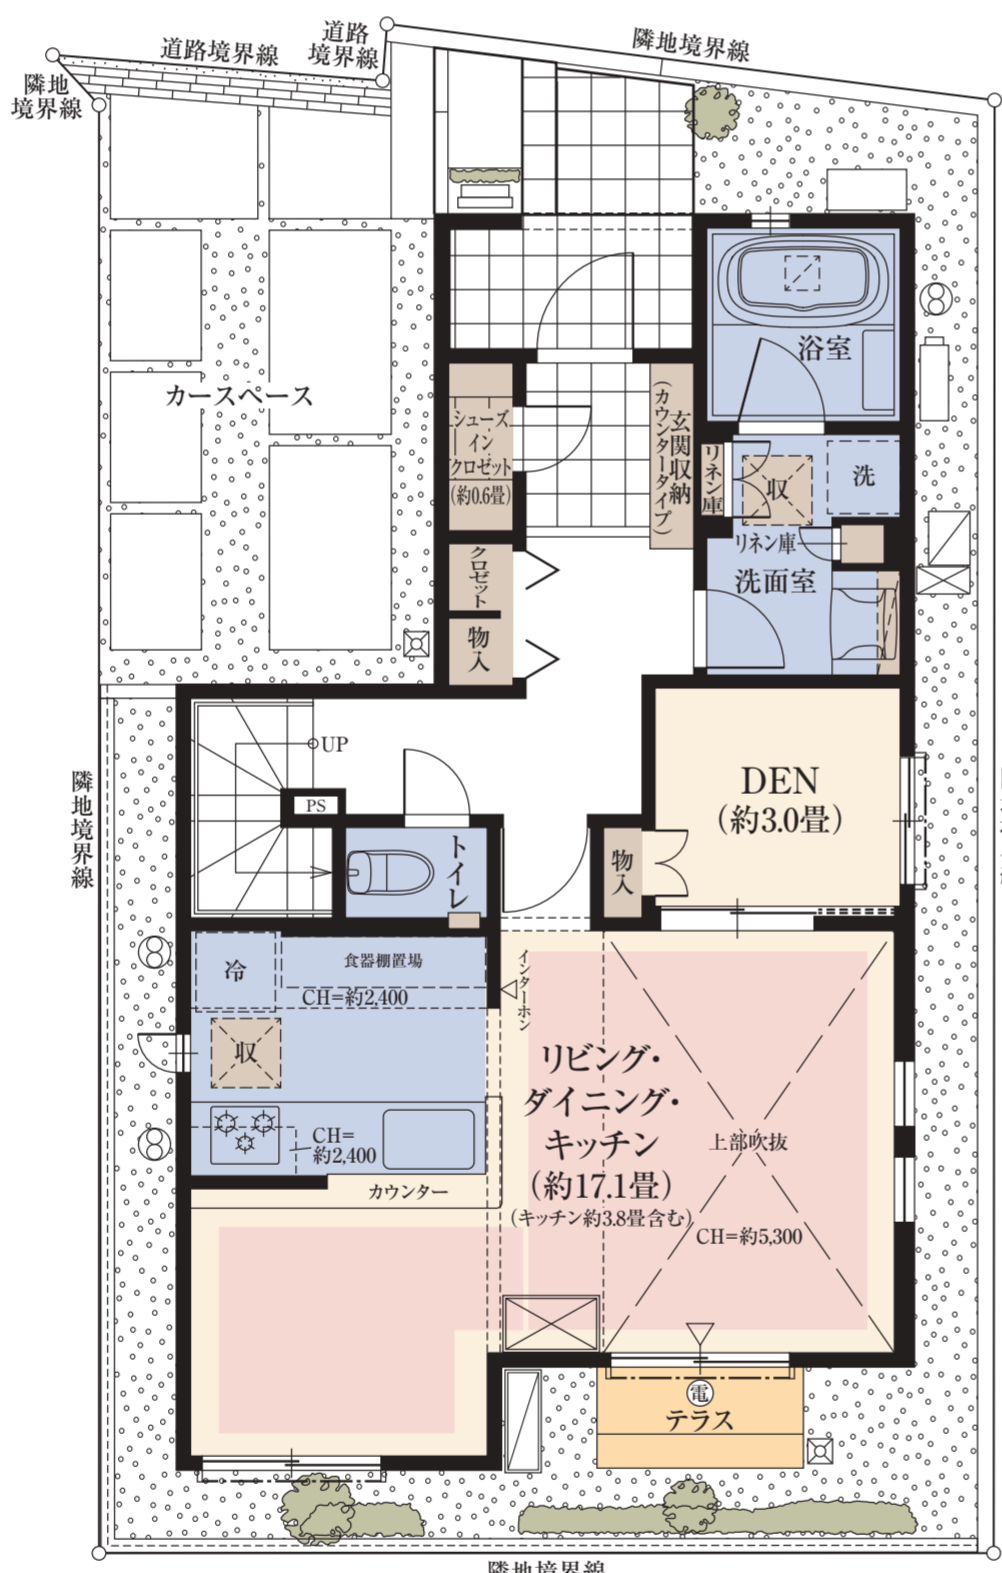 道路
境界線
道路境界線
隣地境界線
隣地
境界線
カースペース
浴室
シューズ
イン
クロゼット
(約0.6畳)
玄関収納
(カウンタータイプ)
リネン庫
収
洗
リネン庫
洗面室
クロゼット
物入
UP
PS
DEN
(約3.0畳)
隣地境界線
トイレ
物入
冷
食器棚置場
CH=約2,400
インターホン
収
リビング・
ダイニング・
キッチン
(約17.1畳)
(キッチン約3.8畳含む)
上部吹抜
CH=約5,300
CH=
約2,400
カウンター
電
テラス
隣地境界線